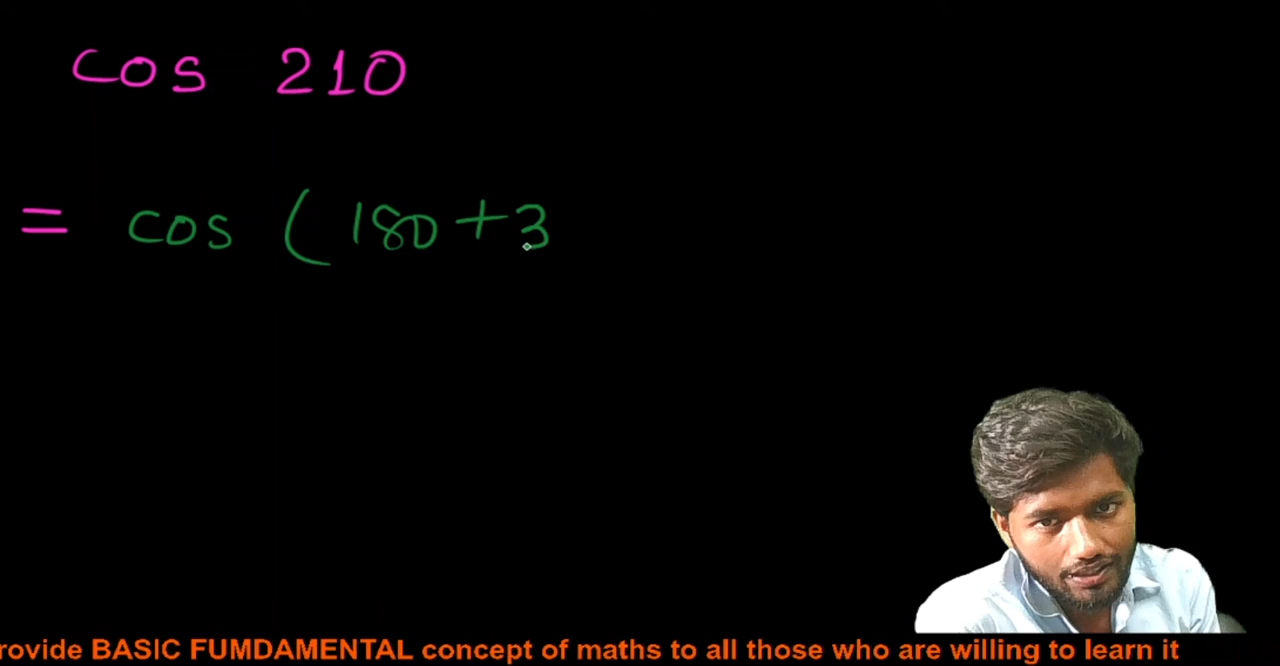 cos 210
= cos (180+3
rovide BASIC FUMDAMENTAL concept of maths to all those who are willing to learn it